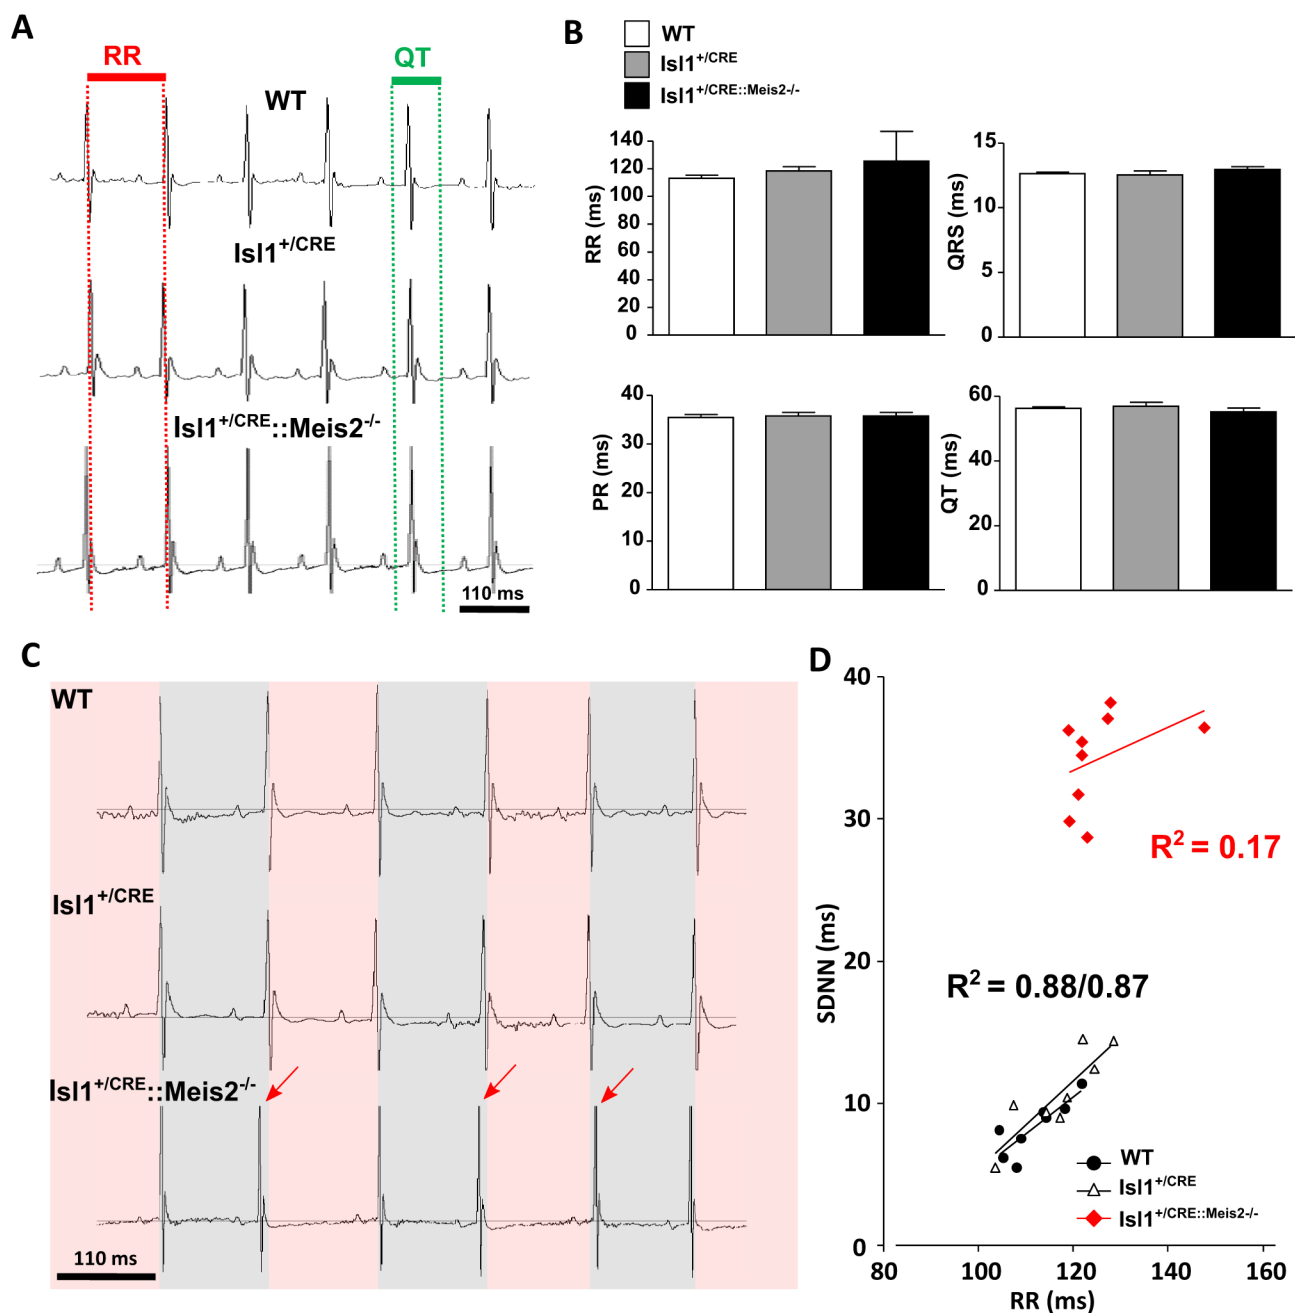 A
RR
QT
WT
Isl1+/CRE
Isl1+/CRE::Meis2-/-
110 ms
B
WT
Isl1+/CRE
Isl1+/CRE::Meis2-/-
RR (ms)
140
120
100
80
60
40
20
0
QRS (ms)
15
10
5
0
PR (ms)
40
30
20
10
0
QT (ms)
60
40
20
0
C
WT
Isl1+/CRE
Isl1+/CRE::Meis2-/-
110 ms
D
SDNN (ms)
40
30
20
10
0
R2 = 0.17
R2 = 0.88/0.87
WT
Isl1+/CRE
Isl1+/CRE::Meis2-/-
80 100 120 140 160
RR (ms)